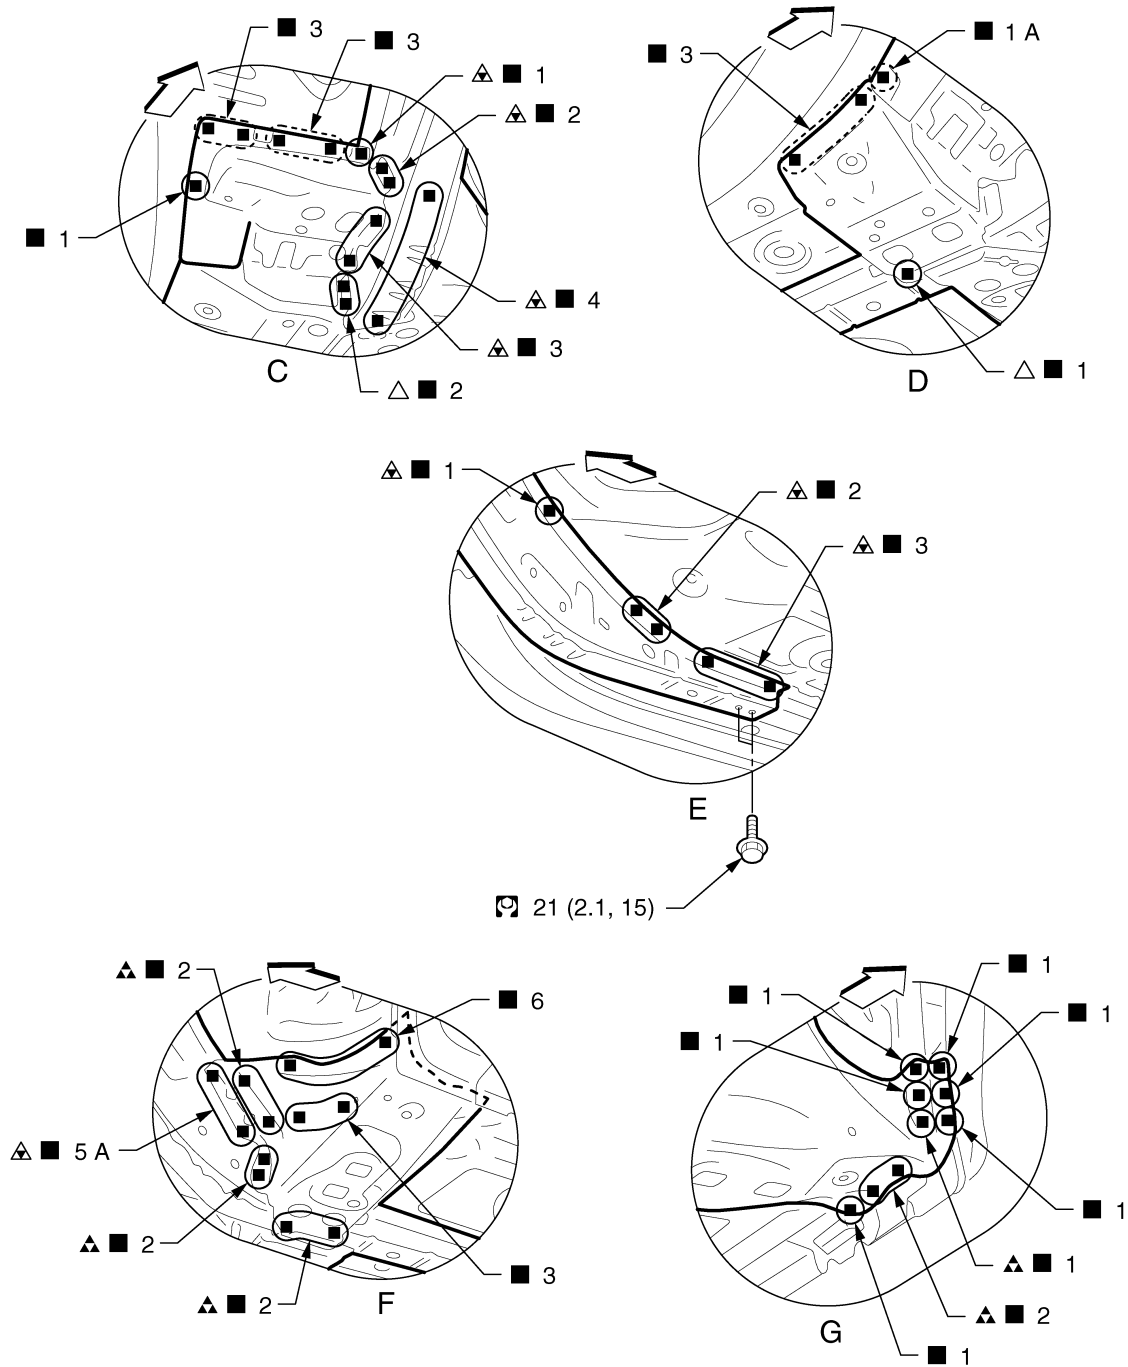 ■ 3
■ 3
■ 1
■ 2
■ 1
■ 4
■ 3
△ ■ 2
C
■ 1 A
■ 3
△ ■ 1
D
■ 1
■ 2
■ 3
E
21 (2.1, 15)
■ 2
■ 6
■ 5 A
■ 2
■ 2
■ 3
F
■ 1
■ 1
■ 1
■ 1
■ 1
■ 1
■ 2
■ 1
G